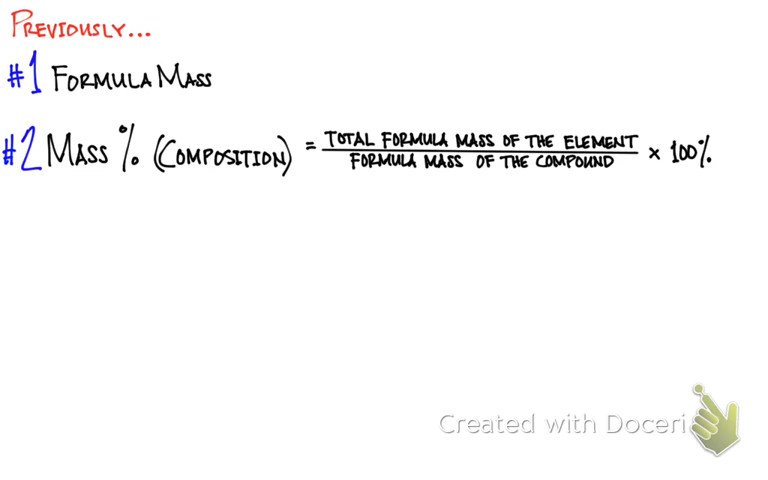 PREVIOUSLY...
#1 FORMULA MASS
#2 MASS % (COMPOSITION) = TOTAL FORMULA MASS OF THE ELEMENT / FORMULA MASS OF THE COMPOUND × 100%
Created with Doceri